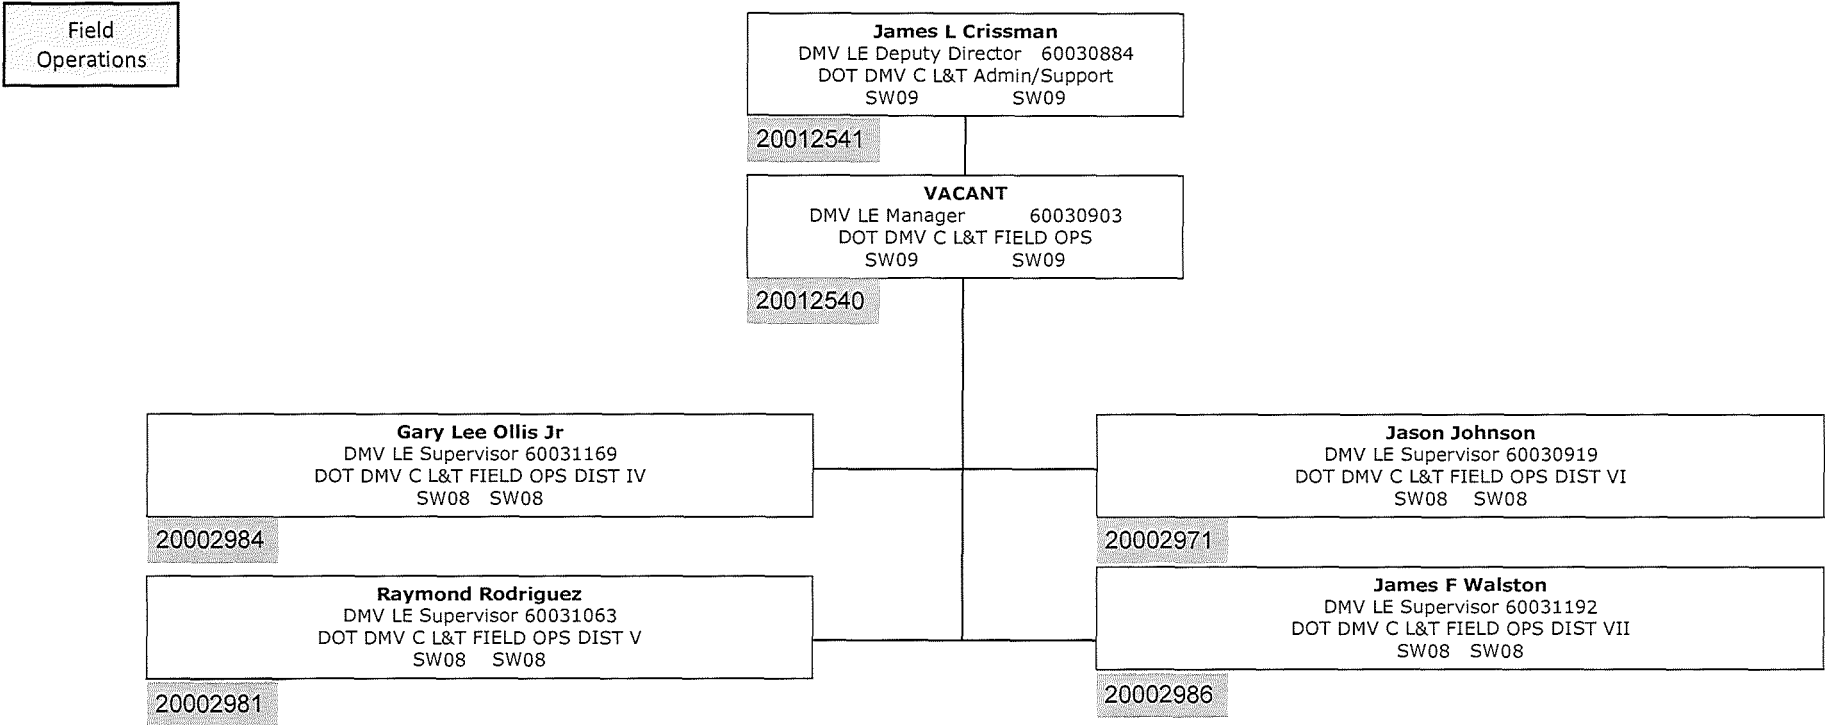 Field
Operations
James L Crissman
DMV LE Deputy Director 60030884
DOT DMV C L&T Admin/Support
SW09 SW09
20012541
VACANT
DMV LE Manager 60030903
DOT DMV C L&T FIELD OPS
SW09 SW09
20012540
Gary Lee Ollis Jr
DMV LE Supervisor 60031169
DOT DMV C L&T FIELD OPS DIST IV
SW08 SW08
20002984
Jason Johnson
DMV LE Supervisor 60030919
DOT DMV C L&T FIELD OPS DIST VI
SW08 SW08
20002971
Raymond Rodriguez
DMV LE Supervisor 60031063
DOT DMV C L&T FIELD OPS DIST V
SW08 SW08
20002981
James F Walston
DMV LE Supervisor 60031192
DOT DMV C L&T FIELD OPS DIST VII
SW08 SW08
20002986